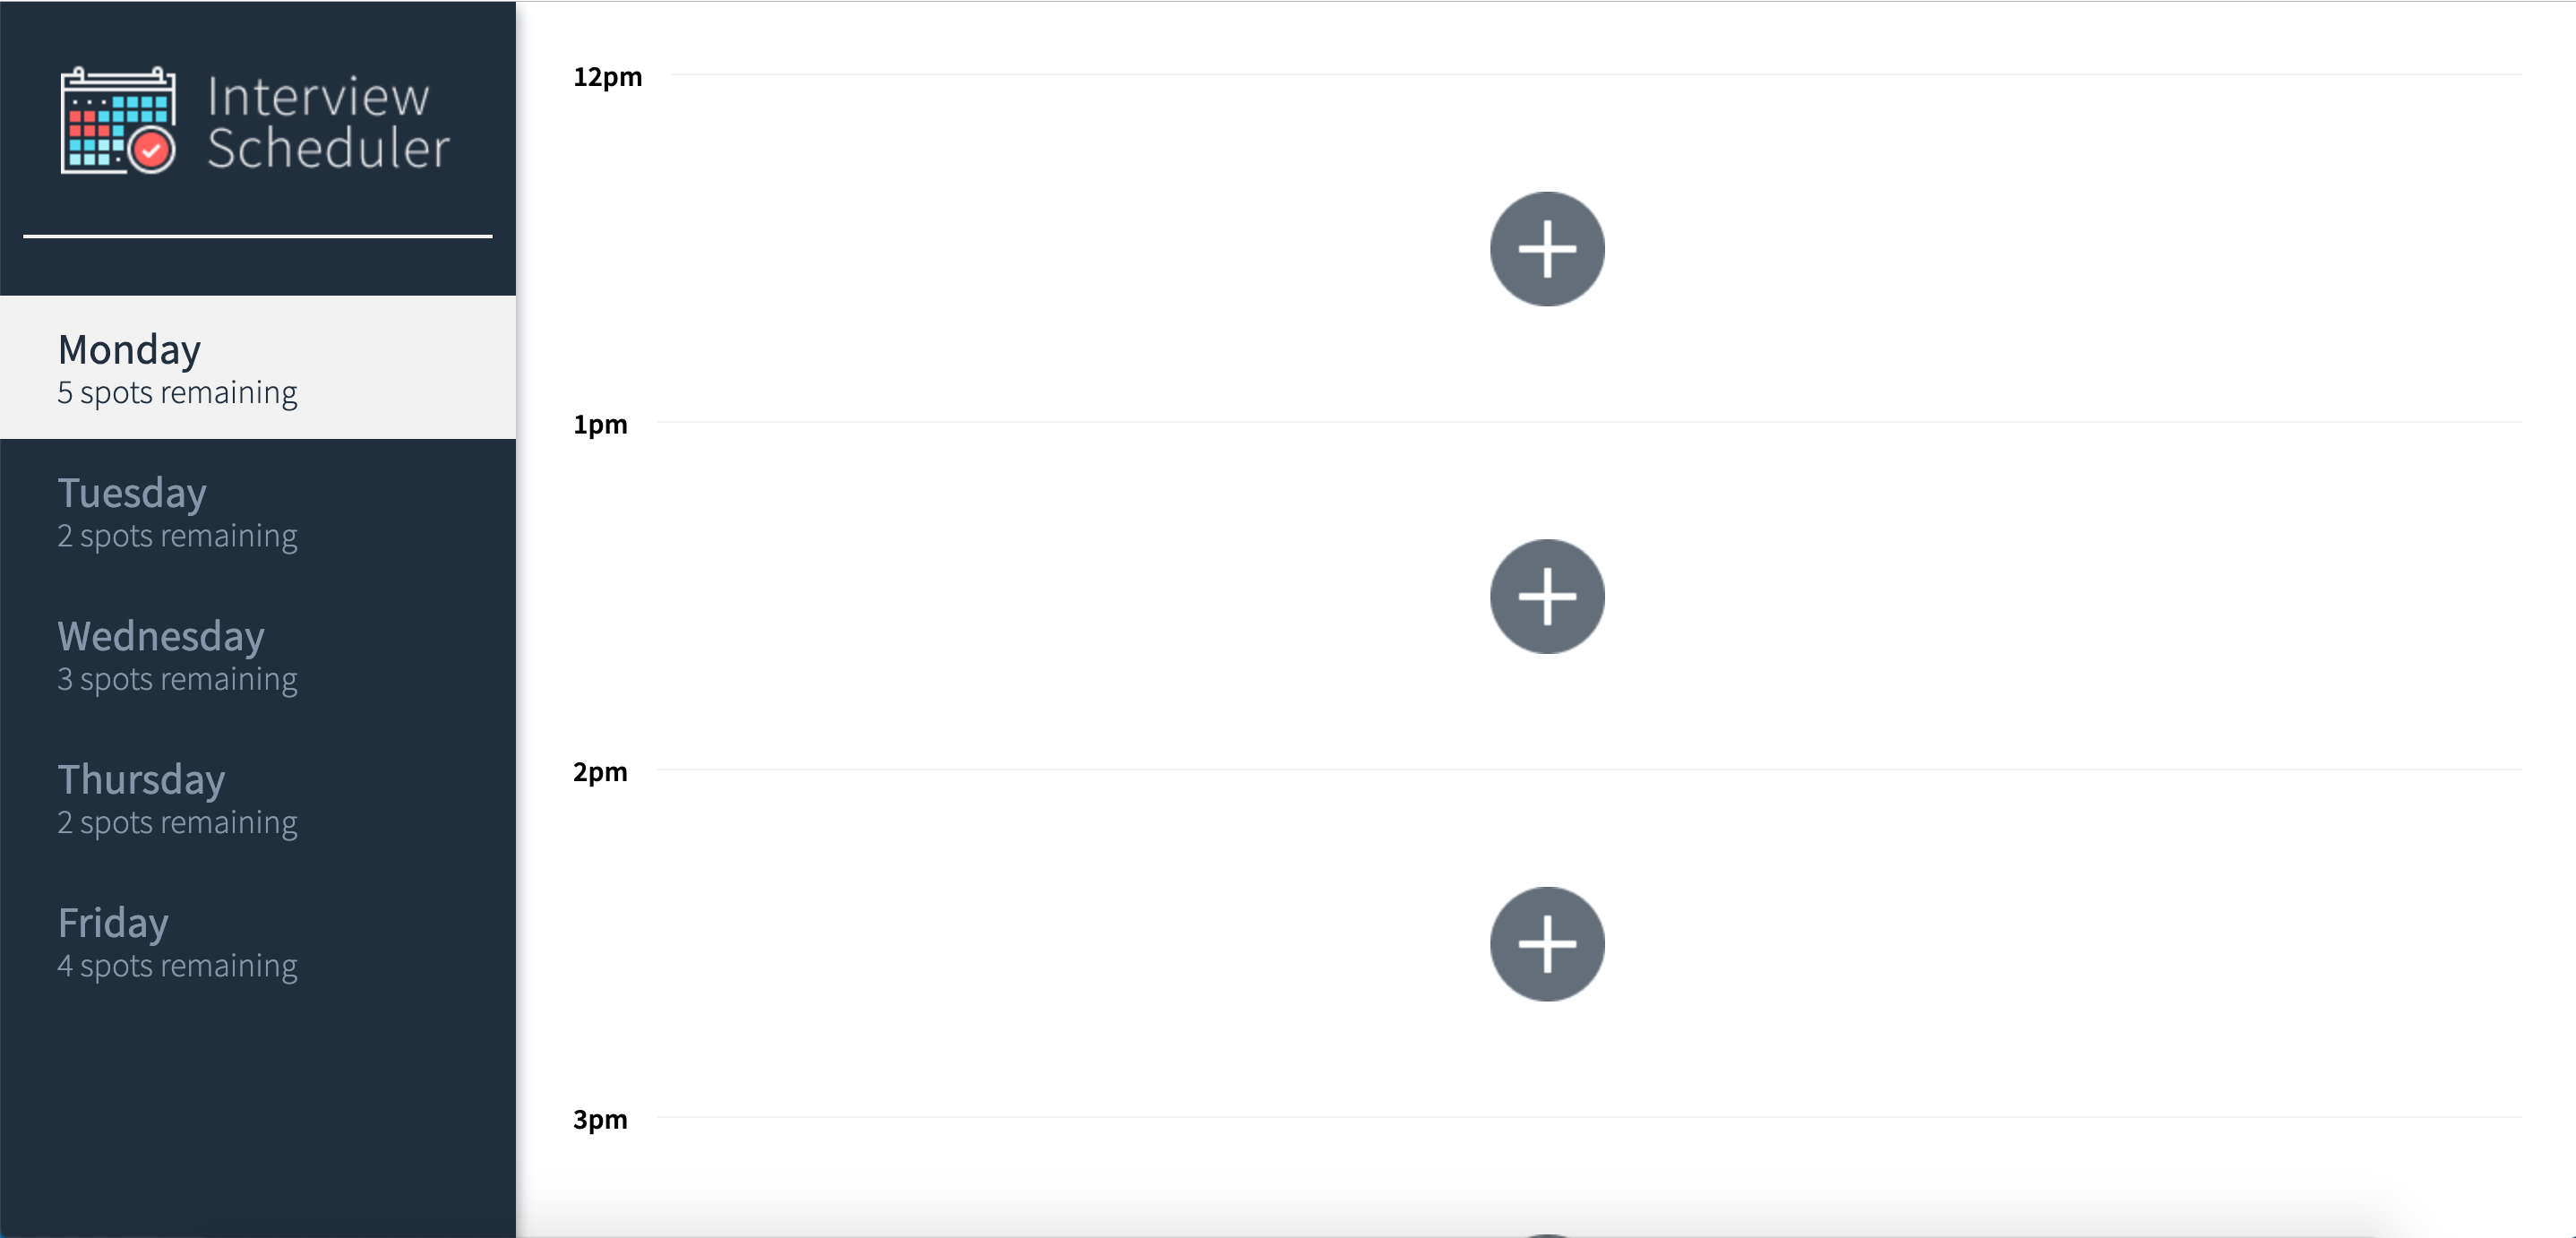 Interview
Scheduler
Monday
5 spots remaining
Tuesday
2 spots remaining
Wednesday
3 spots remaining
Thursday
2 spots remaining
Friday
4 spots remaining
12pm
1pm
2pm
3pm